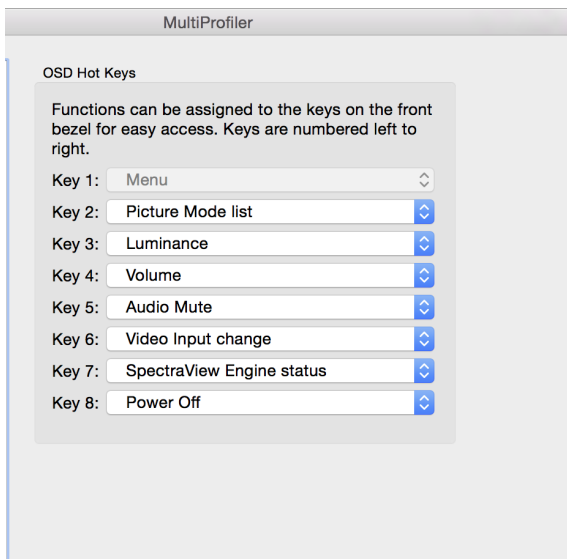 MultiProfiler
OSD Hot Keys
Functions can be assigned to the keys on the front
bezel for easy access. Keys are numbered left to
right.
Key 1: Menu
Key 2: Picture Mode list
Key 3: Luminance
Key 4: Volume
Key 5: Audio Mute
Key 6: Video Input change
Key 7: SpectraView Engine status
Key 8: Power Off